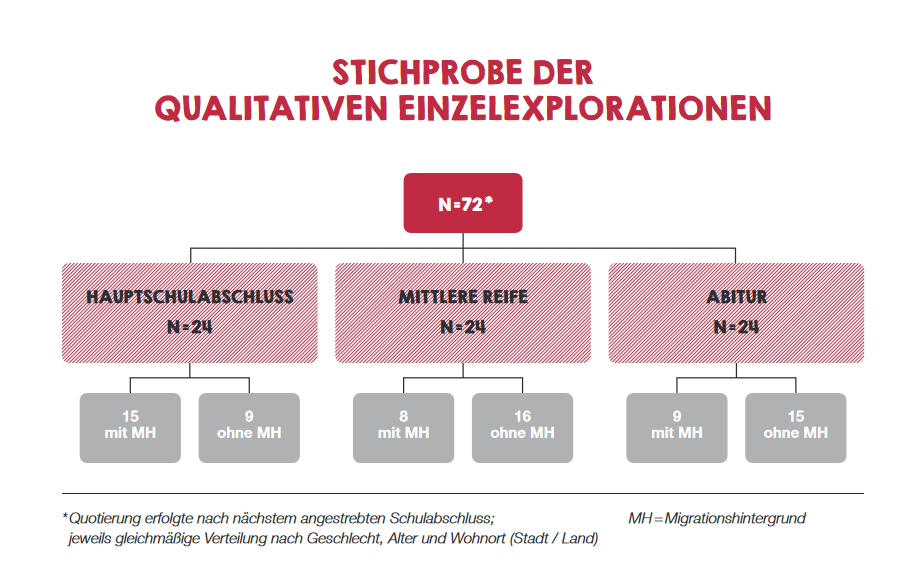 STICHPROBE DER
QUALITATIVEN EINZELEXPLORATIONEN
N=72*
HAUPTSCHULABSCHLUSS
N=24
MITTLERE REIFE
N=24
ABITUR
N=24
15
mit MH
9
ohne MH
8
mit MH
16
ohne MH
9
mit MH
15
ohne MH
*Quotierung erfolgte nach nächstem angestrebten Schulabschluss;
jeweils gleichmäßige Verteilung nach Geschlecht, Alter und Wohnort (Stadt / Land)
MH=Migrationshintergrund